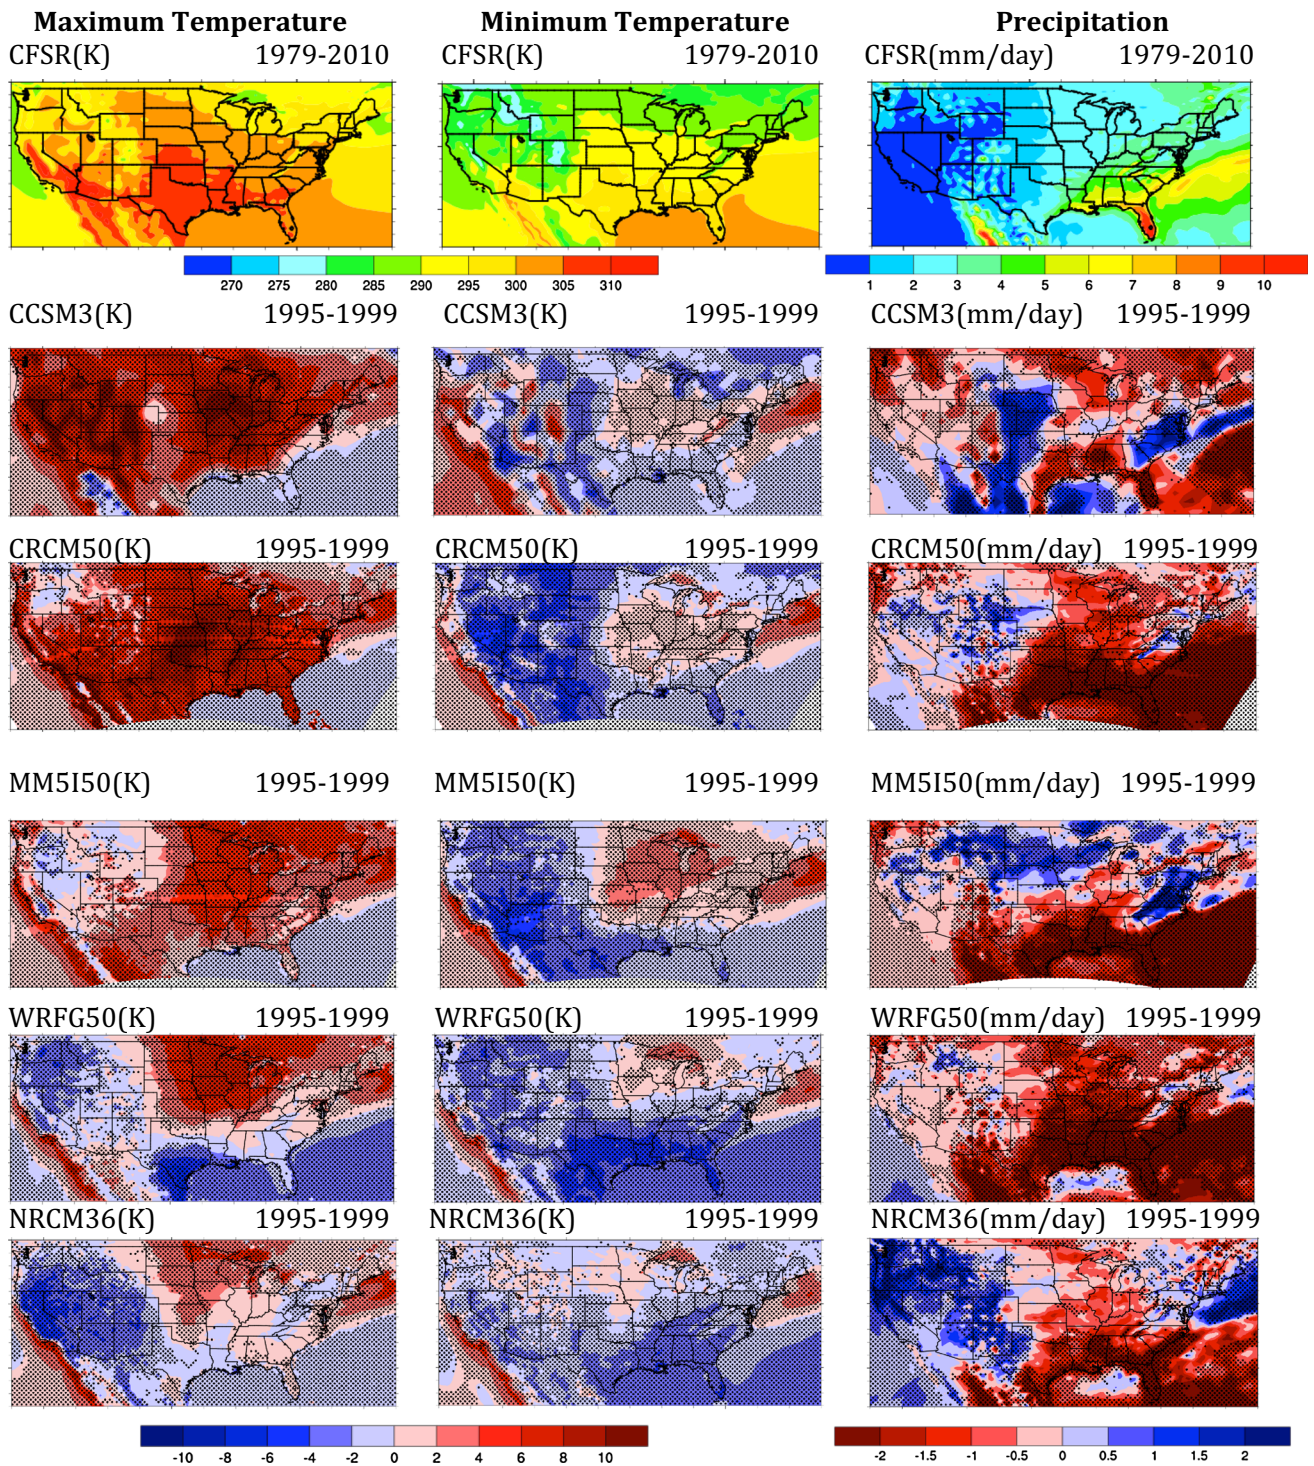 Maximum Temperature Minimum Temperature Precipitation
CFSR(K) 1979-2010 CFSR(K) 1979-2010 CFSR(mm/day) 1979-2010
270 275 280 285 290 295 300 305 310 1 2 3 4 5 6 7 8 9 10
CCSM3(K) 1995-1999 CCSM3(K) 1995-1999 CCSM3(mm/day) 1995-1999
CRCM50(K) 1995-1999 CRCM50(K) 1995-1999 CRCM50(mm/day) 1995-1999
MM5I50(K) 1995-1999 MM5I50(K) 1995-1999 MM5I50(mm/day) 1995-1999
WRFG50(K) 1995-1999 WRFG50(K) 1995-1999 WRFG50(mm/day) 1995-1999
NRCM36(K) 1995-1999 NRCM36(K) 1995-1999 NRCM36(mm/day) 1995-1999
-10 -8 -6 -4 -2 0 2 4 6 8 10 -2 -1.5 -1 -0.5 0 0.5 1 1.5 2